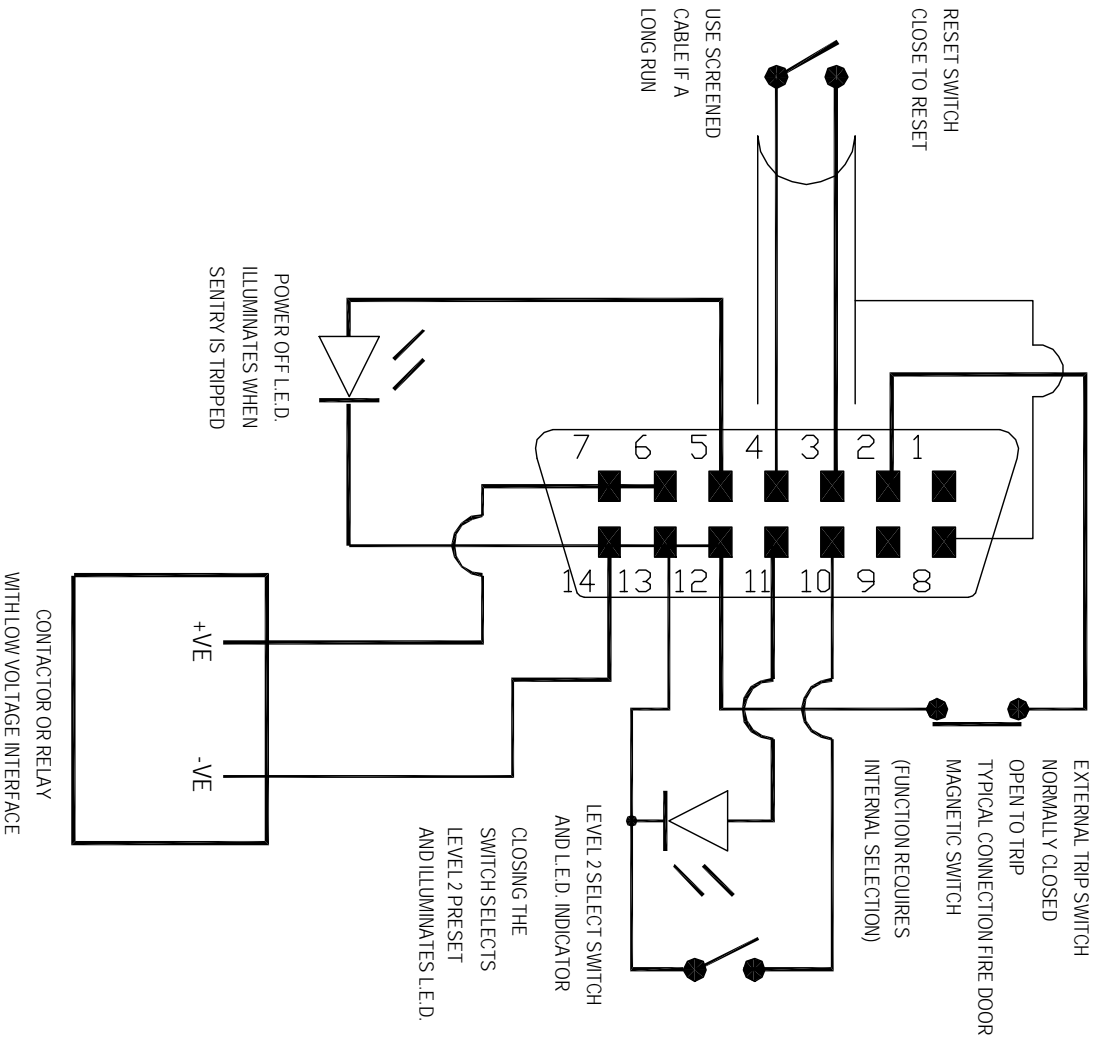 RESET SWITCH
CLOSE TO RESET
USE SCREENED
CABLE IF A
LONG RUN
POWER OFF L.E.D.
ILLUMINATES WHEN
SENTRY IS TRIPPED
1
2
3
4
5
6
7
8
9
10
11
12
13
14
EXTERNAL TRIP SWITCH
NORMALLY CLOSED
OPEN TO TRIP
TYPICAL CONNECTION FIRE DOOR
MAGNETIC SWITCH
(FUNCTION REQUIRES
INTERNAL SELECTION)
LEVEL 2 SELECT SWITCH
AND L.E.D. INDICATOR
CLOSING THE
SWITCH SELECTS
LEVEL 2 PRESET
AND ILLUMINATES L.E.D.
+VE
-VE
CONTACTOR OR RELAY
WITH LOW VOLTAGE INTERFACE